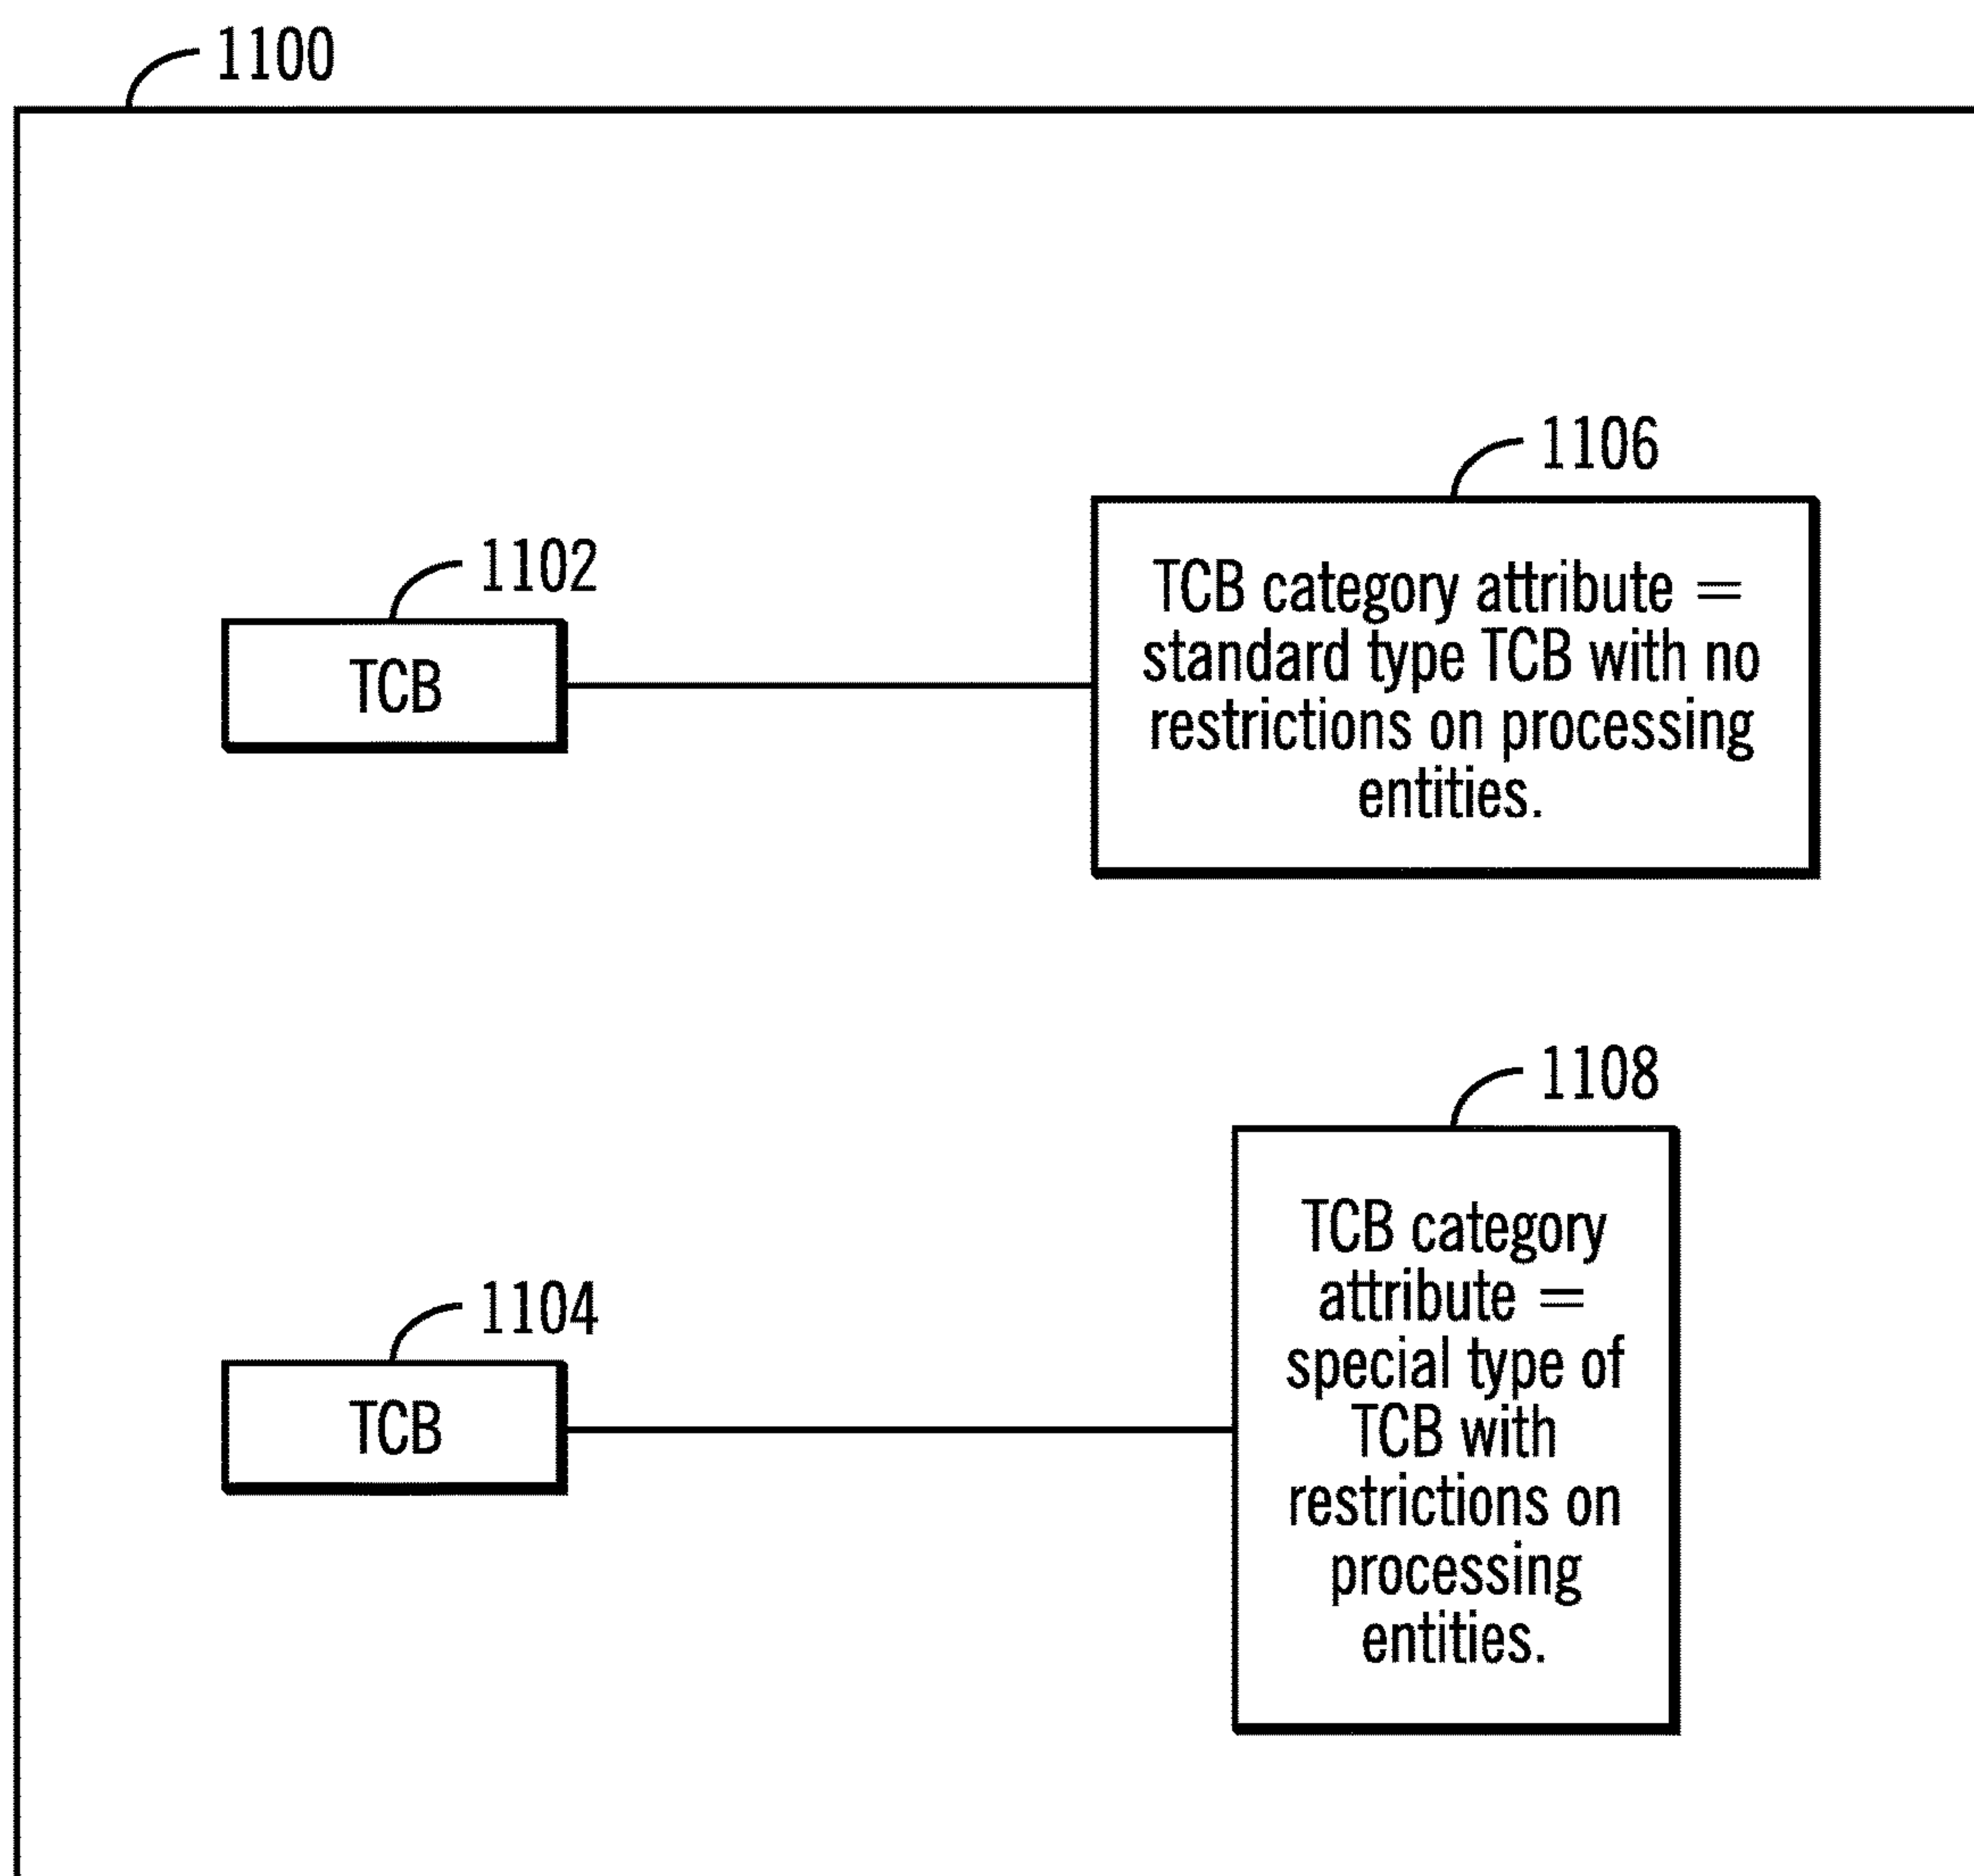 1100
1106
1102
TCB category attribute =
standard type TCB with no
restrictions on processing
entities.
TCB
1108
TCB category
attribute =
special type of
TCB with
restrictions on
processing
entities.
1104
TCB